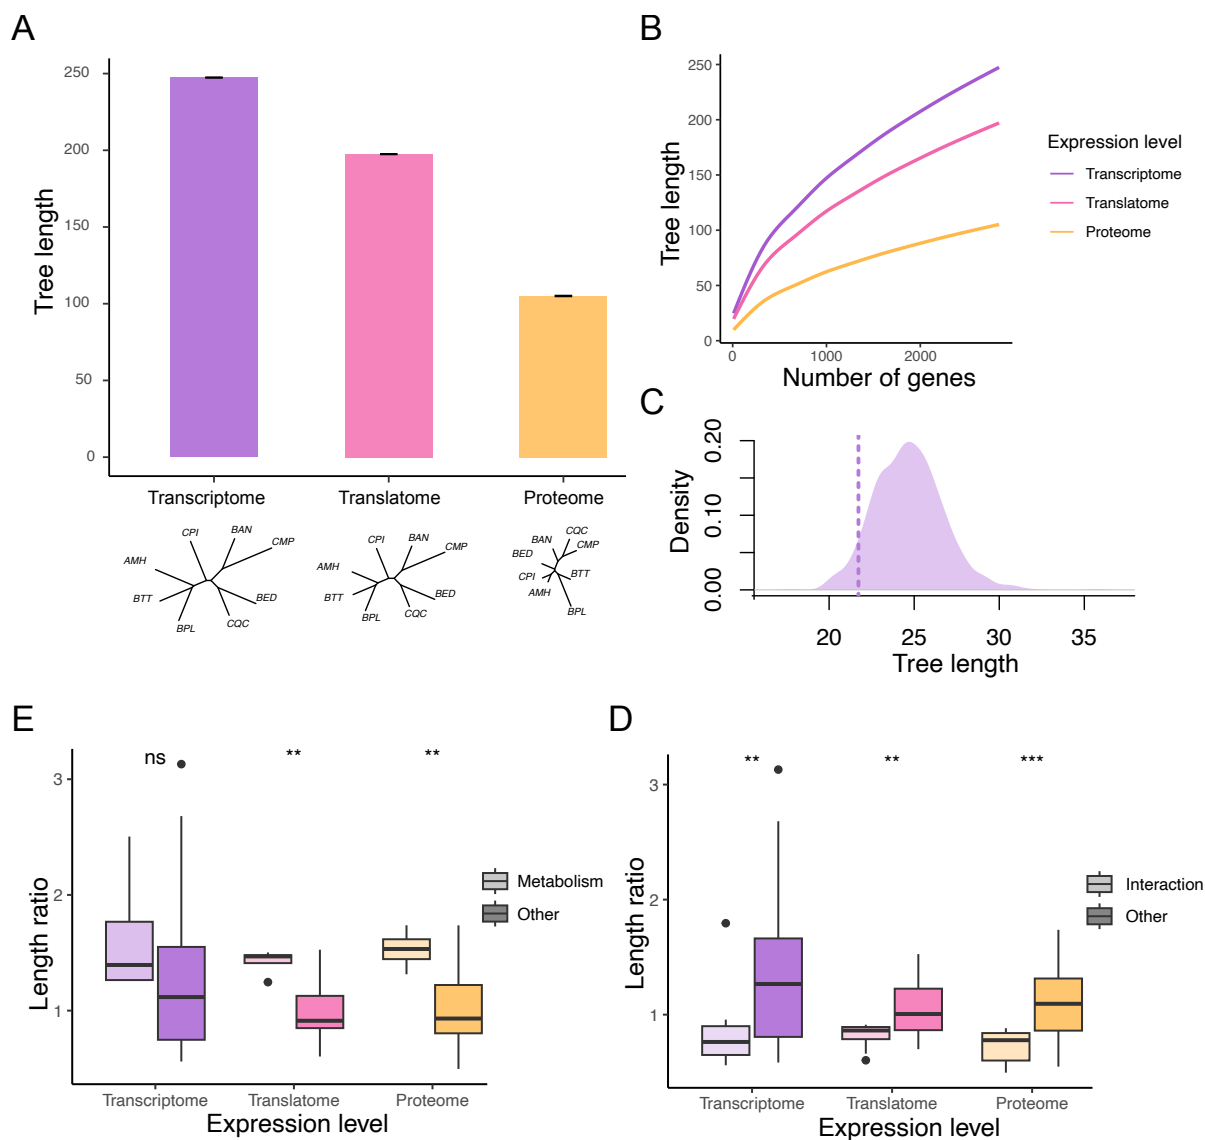 A
Tree length
250
200
150
100
50
0
Transcriptome
Translatome
Proteome
CPI
BAN
CMP
AMH
BTT
BPL
CQC
BED
CPI
BAN
CMP
AMH
BTT
BPL
CQC
BED
CQC
BAN
CMP
BED
CPI
BTT
AMH
BPL
B
Tree length
250
200
150
100
50
0
0
1000
2000
Number of genes
Expression level
Transcriptome
Translatome
Proteome
C
Density
0.20
0.10
0.00
20
25
30
35
Tree length
E
Length ratio
3
2
1
ns
**
**
Metabolism
Other
Transcriptome
Translatome
Proteome
Expression level
D
Length ratio
3
2
1
**
**
***
Interaction
Other
Transcriptome
Translatome
Proteome
Expression level